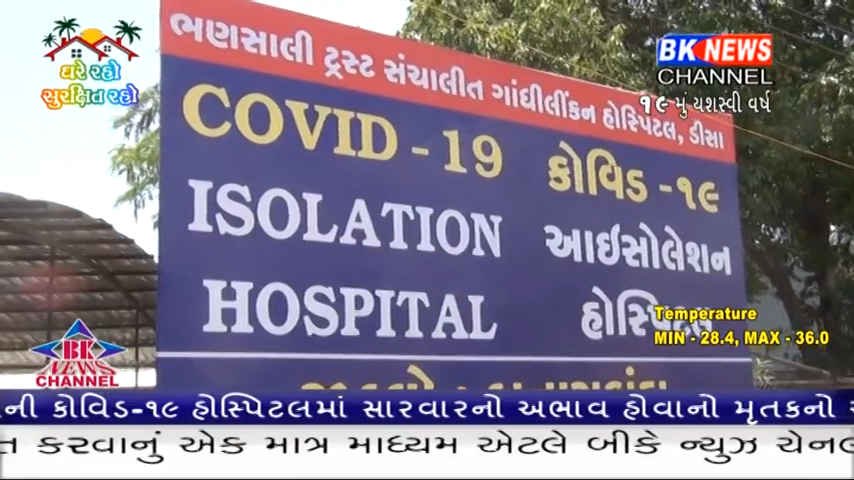 ઘરે રહો
સુરક્ષિત રહો
BK NEWS
CHANNEL
૧૯ મું યશસ્વી વર્ષ
ભણસાલી ટ્રસ્ટ સંચાલીત ગાંધીલીંકન હોસ્પિટલ, ડીસા
COVID - 19
કોવિડ - ૧૯
ISOLATION
આઈસોલેશન
HOSPITAL
હોસ્પિટલ
Temperature
MIN - 28.4, MAX - 36.0
BK
NEWS
CHANNEL
ની કોવિડ-૧૯ હોસ્પિટલમાં સારવારનો અભાવ હોવાનો મૃતકનો
કરવાનું એક માત્ર માધ્યમ એટલે બીકે ન્યુઝ ચેનલ